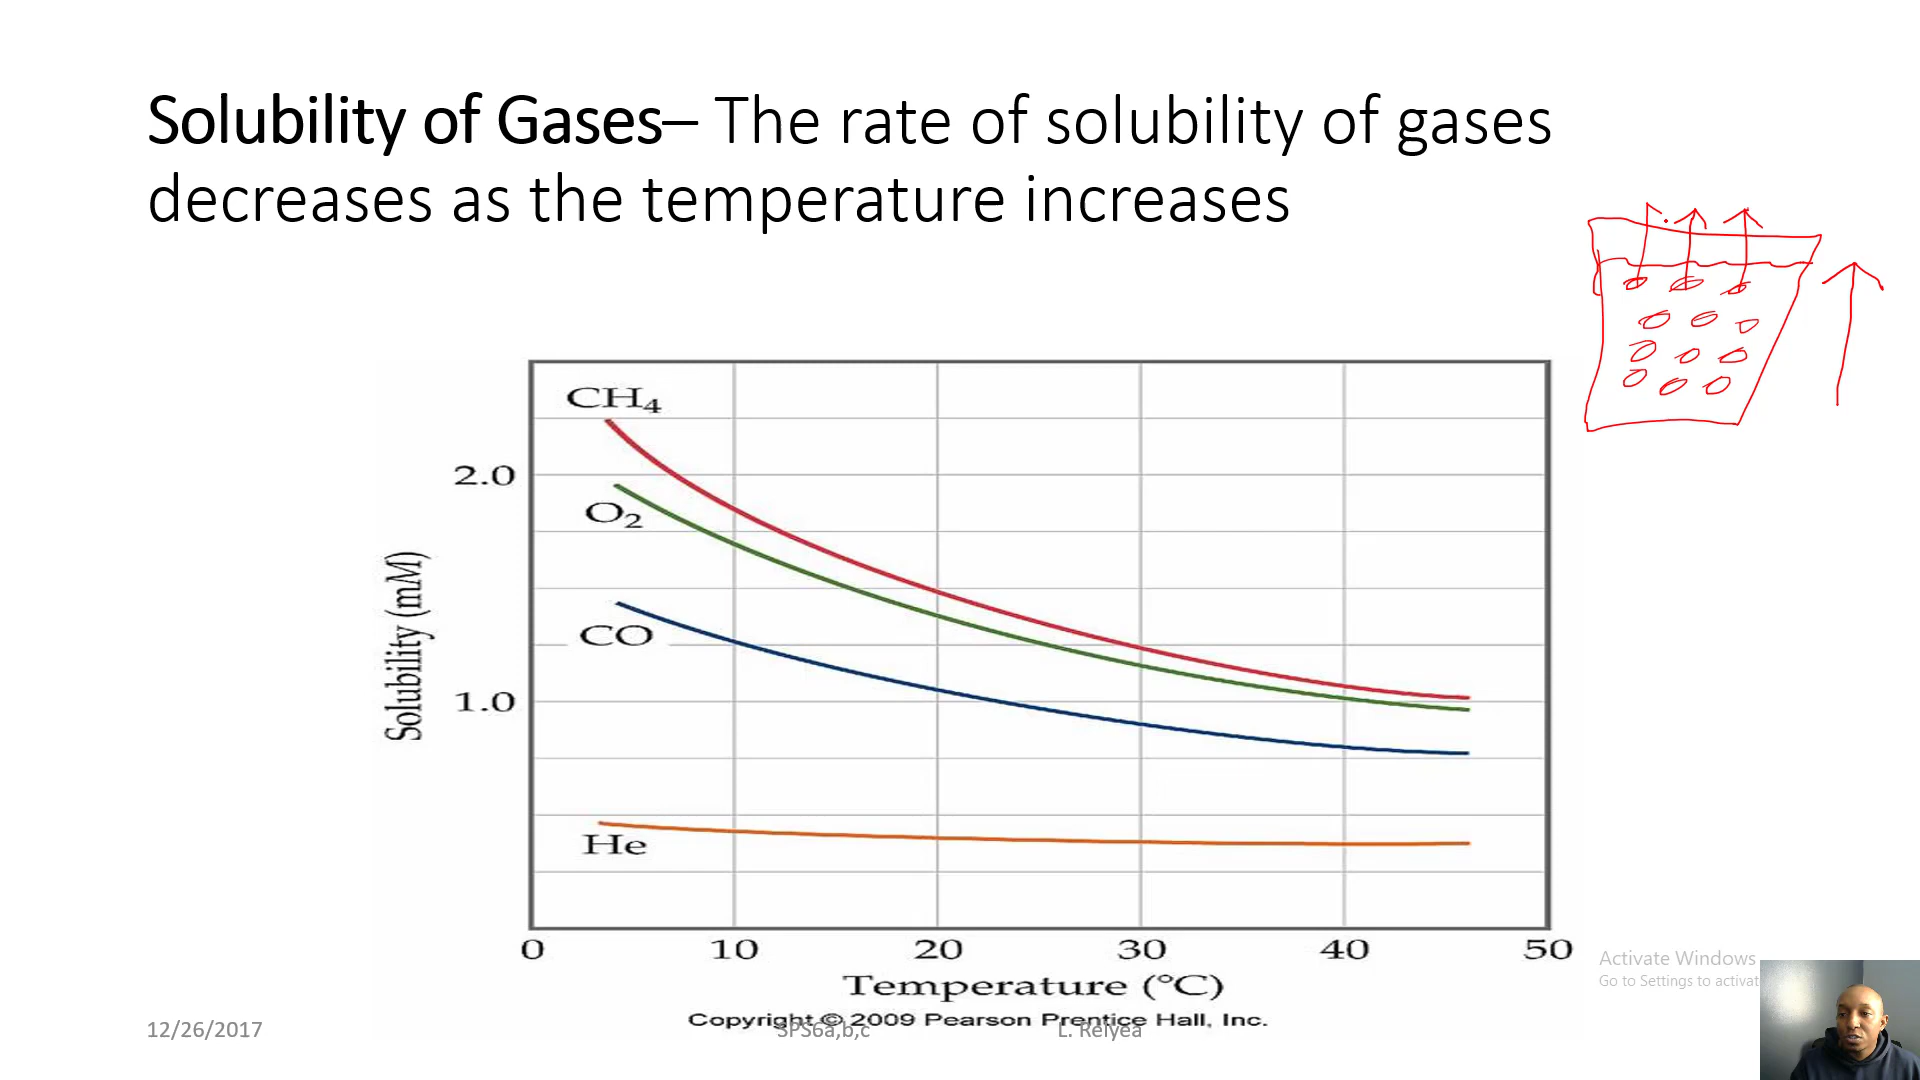 Solubility of Gases– The rate of solubility of gases
decreases as the temperature increases
CH₄
2.0
O₂
CO
Solubility (mM)
1.0
He
0 10 20 30 40 50
Temperature (°C)
Copyright © 2009 Pearson Prentice Hall, Inc.
Activate Windows
Go to Settings to activat
12/26/2017
SPS6a,b,c
L. Relyea